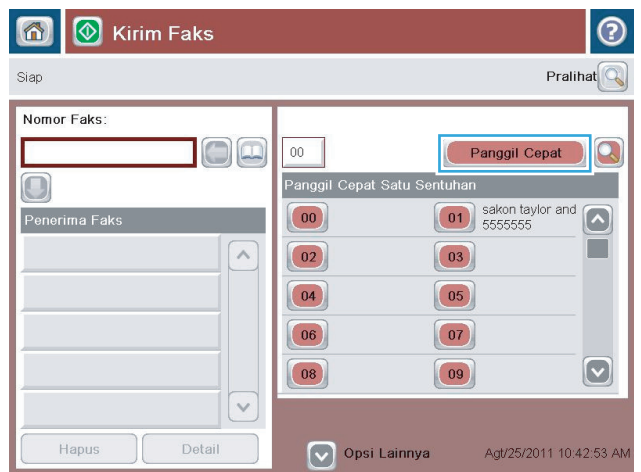 Kirim Faks
?
Siap
Pralihat
Nomor Faks:
Penerima Faks
Hapus
Detail
00
Panggil Cepat
Panggil Cepat Satu Sentuhan
00
01
sakon taylor and
5555555
02
03
04
05
06
07
08
09
Opsi Lainnya
Agt/25/2011 10:42:53 AM